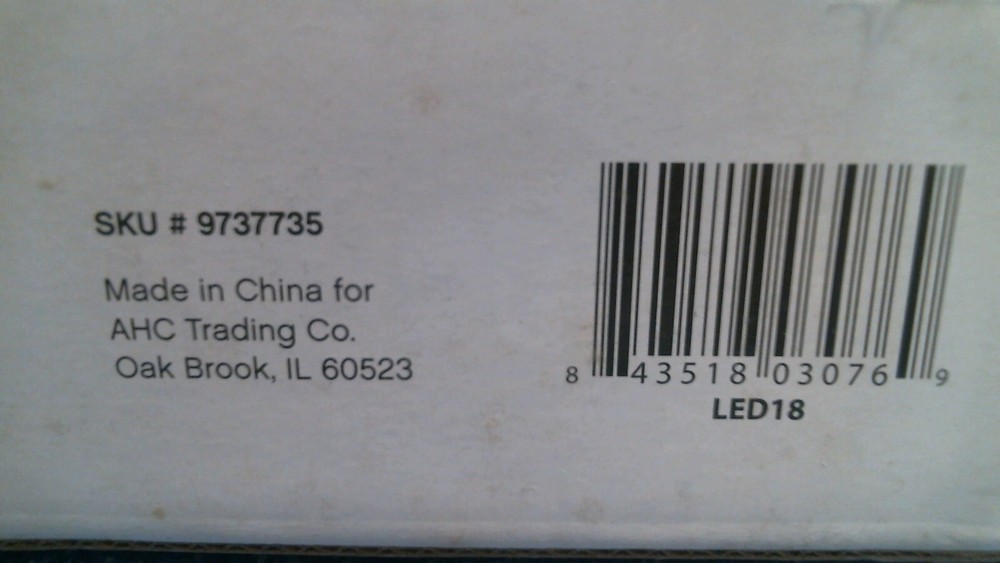 SKU # 9737735
Made in China for
AHC Trading Co.
Oak Brook, IL 60523
8 43518 03076 9
LED18